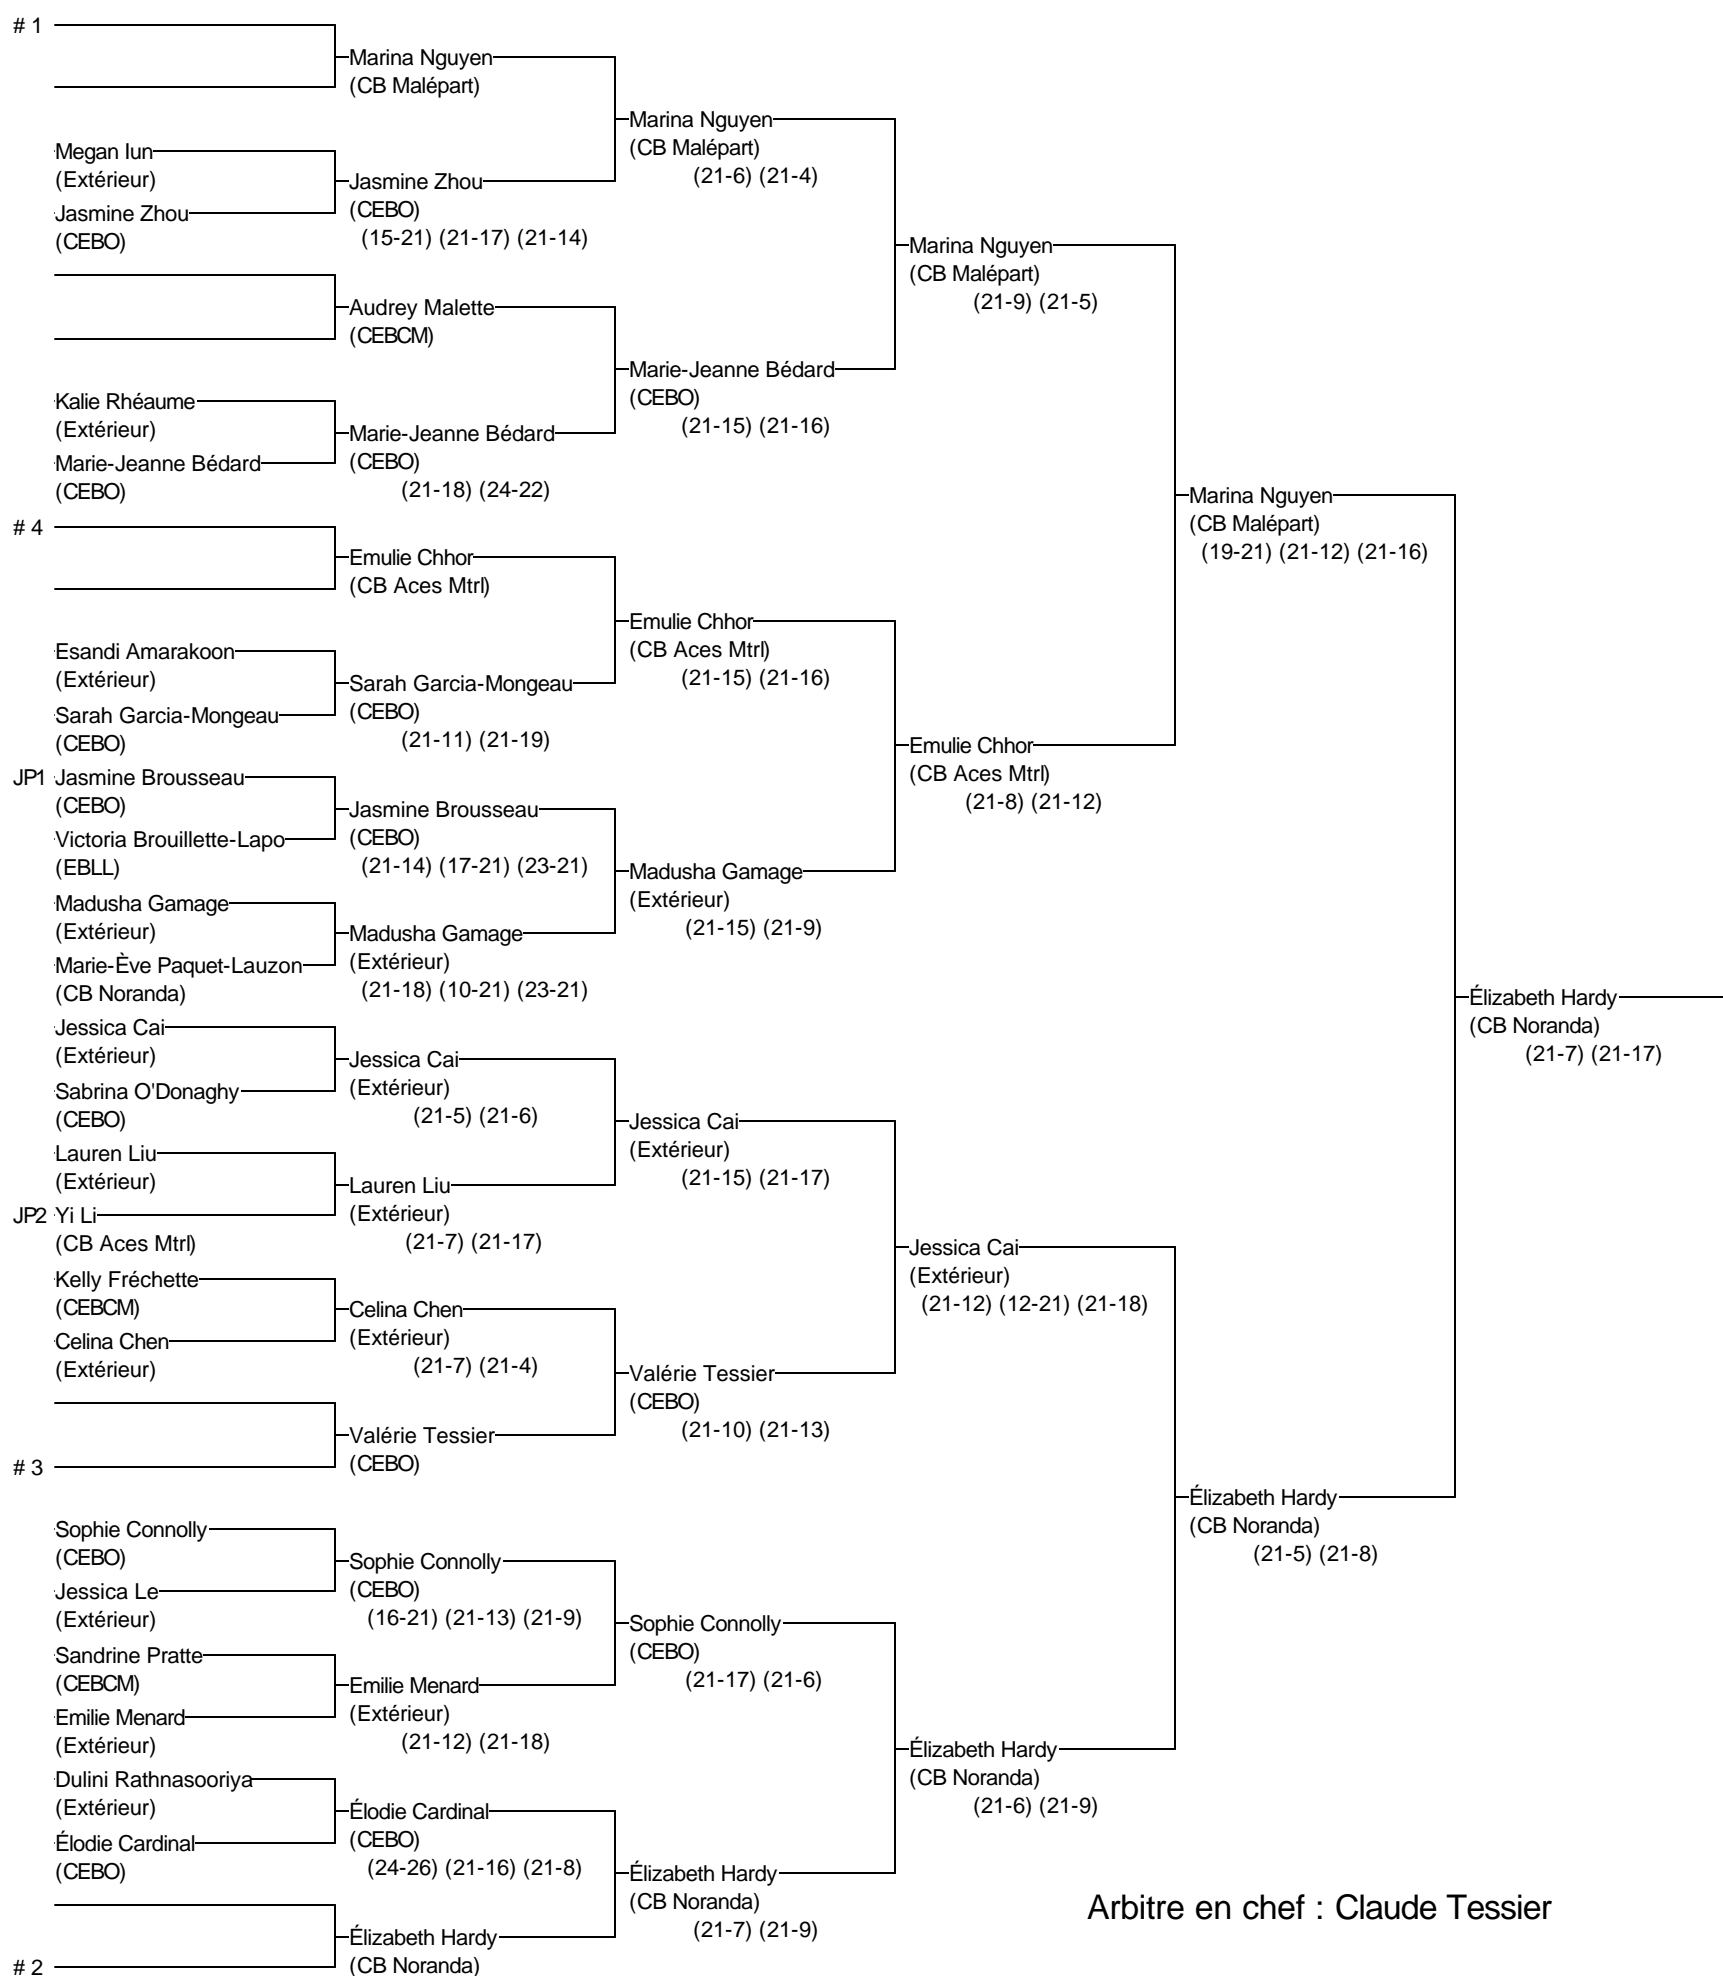 # 1
Marina Nguyen
(CB Malépart)
Marina Nguyen
(CB Malépart)
(21-6) (21-4)
Megan Iun
(Extérieur)
Jasmine Zhou
(CEBO)
Jasmine Zhou
(CEBO)
(15-21) (21-17) (21-14)
Marina Nguyen
(CB Malépart)
(21-9) (21-5)
Audrey Malette
(CEBCM)
Marie-Jeanne Bédard
(CEBO)
(21-15) (21-16)
Kalie Rhéaume
(Extérieur)
Marie-Jeanne Bédard
(CEBO)
Marie-Jeanne Bédard
(CEBO)
(21-18) (24-22)
Marina Nguyen
(CB Malépart)
(19-21) (21-12) (21-16)
# 4
Emulie Chhor
(CB Aces Mtrl)
Emulie Chhor
(CB Aces Mtrl)
(21-15) (21-16)
Esandi Amarakoon
(Extérieur)
Sarah Garcia-Mongeau
(CEBO)
Sarah Garcia-Mongeau
(CEBO)
(21-11) (21-19)
Emulie Chhor
(CB Aces Mtrl)
(21-8) (21-12)
JP1 Jasmine Brousseau
(CEBO)
Victoria Brouillette-Lapo
(EBLL)
Jasmine Brousseau
(CEBO)
(21-14) (17-21) (23-21)
Madusha Gamage
(Extérieur)
(21-15) (21-9)
Madusha Gamage
(Extérieur)
Marie-Ève Paquet-Lauzon
(CB Noranda)
Madusha Gamage
(Extérieur)
(21-18) (10-21) (23-21)
Élizabeth Hardy
(CB Noranda)
(21-7) (21-17)
Jessica Cai
(Extérieur)
Sabrina O'Donaghy
(CEBO)
Jessica Cai
(Extérieur)
(21-5) (21-6)
Jessica Cai
(Extérieur)
(21-15) (21-17)
Lauren Liu
(Extérieur)
JP2 Yi Li
(CB Aces Mtrl)
Lauren Liu
(Extérieur)
(21-7) (21-17)
Jessica Cai
(Extérieur)
(21-12) (12-21) (21-18)
Kelly Fréchette
(CEBCM)
Celina Chen
(Extérieur)
Celina Chen
(Extérieur)
(21-7) (21-4)
Valérie Tessier
(CEBO)
(21-10) (21-13)
Valérie Tessier
(CEBO)
# 3
Élizabeth Hardy
(CB Noranda)
(21-5) (21-8)
Sophie Connolly
(CEBO)
Jessica Le
(Extérieur)
Sophie Connolly
(CEBO)
(16-21) (21-13) (21-9)
Sophie Connolly
(CEBO)
(21-17) (21-6)
Sandrine Pratte
(CEBCM)
Emilie Menard
(Extérieur)
Emilie Menard
(Extérieur)
(21-12) (21-18)
Élizabeth Hardy
(CB Noranda)
(21-6) (21-9)
Dulini Rathnasooriya
(Extérieur)
Élodie Cardinal
(CEBO)
Élodie Cardinal
(CEBO)
(24-26) (21-16) (21-8)
Élizabeth Hardy
(CB Noranda)
(21-7) (21-9)
Élizabeth Hardy
(CB Noranda)
# 2
Arbitre en chef : Claude Tessier